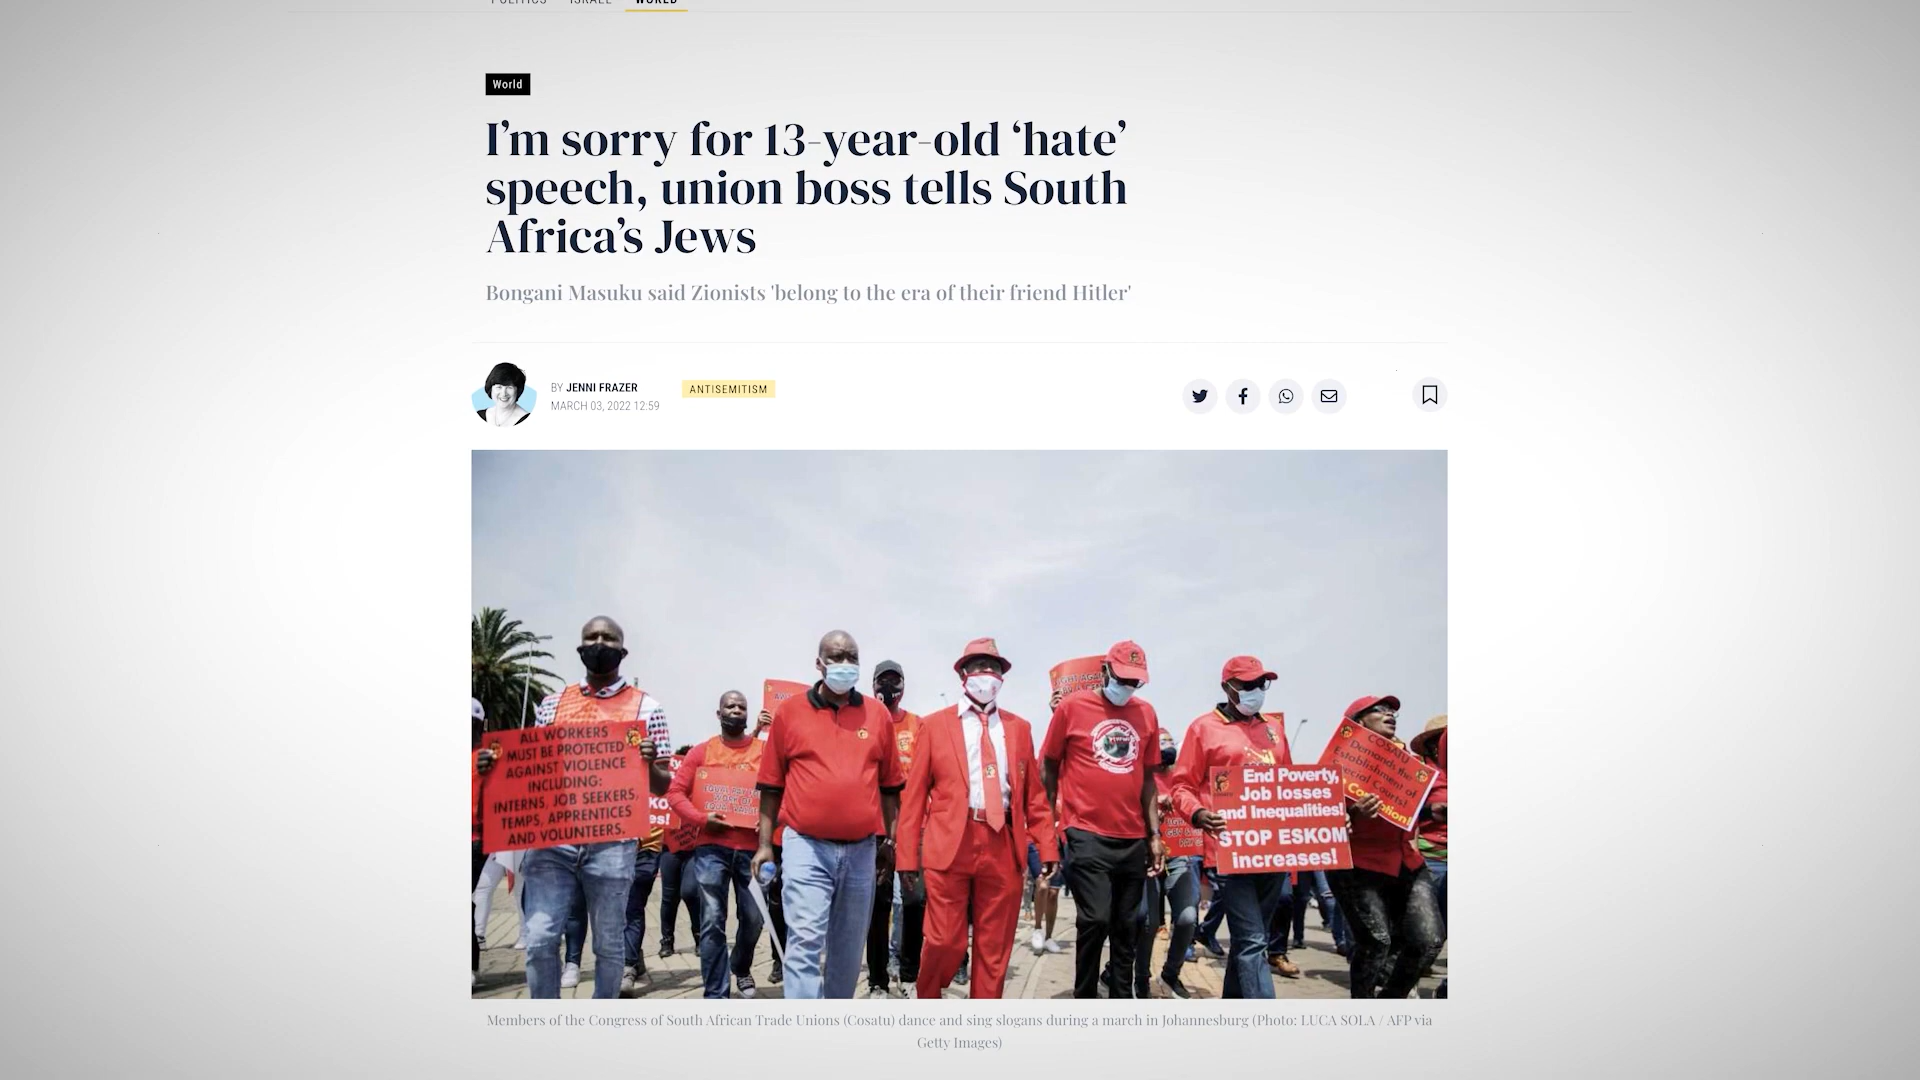 POLITICS ISRAEL WORLD
World
I'm sorry for 13-year-old ‘hate’
speech, union boss tells South
Africa's Jews
Bongani Masuku said Zionists 'belong to the era of their friend Hitler'
BY JENNI FRAZER
MARCH 03, 2022 12:59
ANTISEMITISM
ALL WORKERS
MUST BE PROTECTED
AGAINST VIOLENCE
INCLUDING:
INTERNS, JOB SEEKERS,
TEMPS, APPRENTICES
AND VOLUNTEERS.
End Poverty,
Job losses
and Inequalities!
STOP ESKOM
increases!
COSATU
Demands the
Establishment of
Special Courts!
Members of the Congress of South African Trade Unions (Cosatu) dance and sing slogans during a march in Johannesburg (Photo: LUCA SOLA / AFP via
Getty Images)